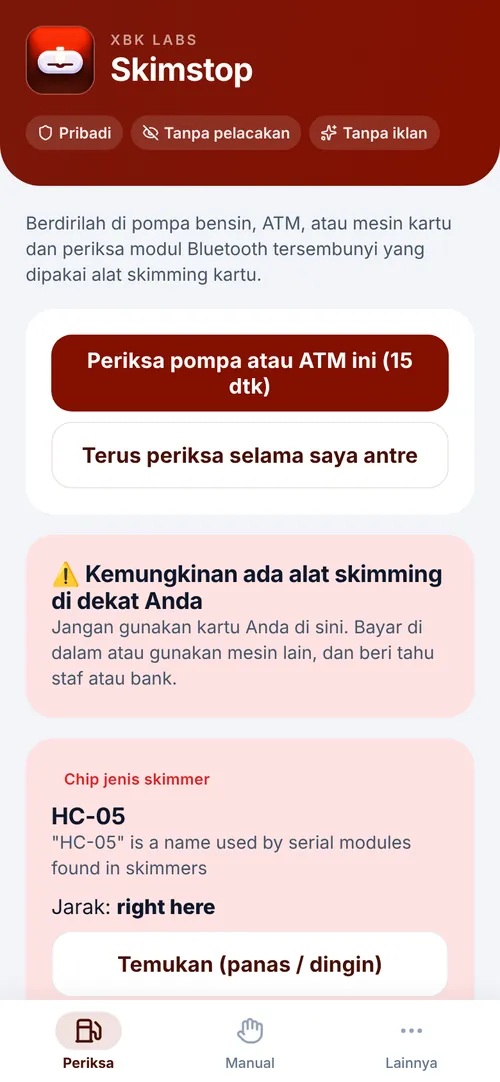 XBK LABS
Skimstop
Pribadi
Tanpa pelacakan
Tanpa iklan
Berdirilah di pompa bensin, ATM, atau mesin kartu
dan periksa modul Bluetooth tersembunyi yang
dipakai alat skimming kartu.
Periksa pompa atau ATM ini (15
dtk)
Terus periksa selama saya antre
⚠️ Kemungkinan ada alat skimming
di dekat Anda
Jangan gunakan kartu Anda di sini. Bayar di
dalam atau gunakan mesin lain, dan beri tahu
staf atau bank.
Chip jenis skimmer
HC-05
"HC-05" is a name used by serial modules
found in skimmers
Jarak: right here
Temukan (panas / dingin)
Periksa
Manual
Lainnya